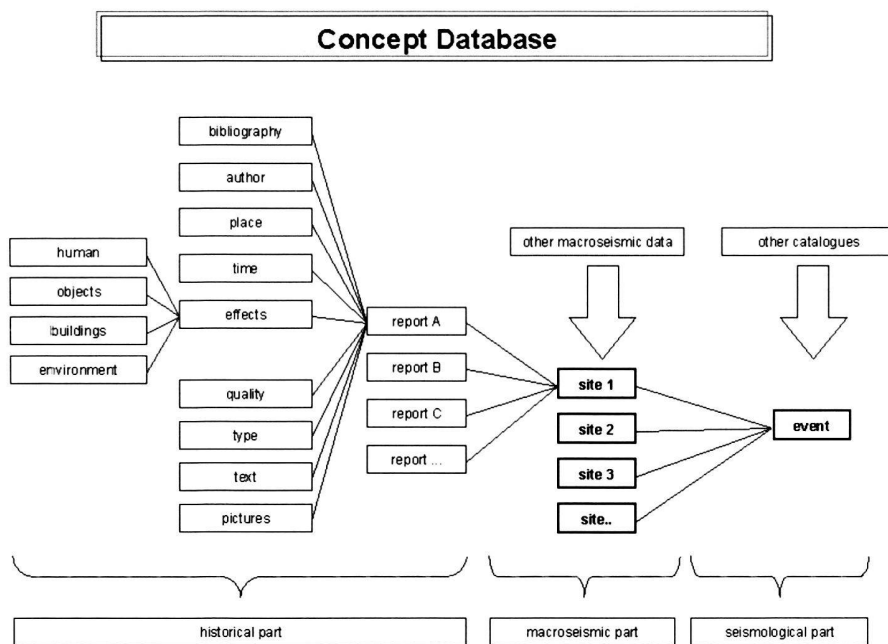 Concept Database
bibliography
author
place
time
effects
quality
type
text
pictures
human
objects
buildings
environment
report A
report B
report C
report ...
other macroseismic data
site 1
site 2
site 3
site..
other catalogues
event
historical part
macroseismic part
seismological part